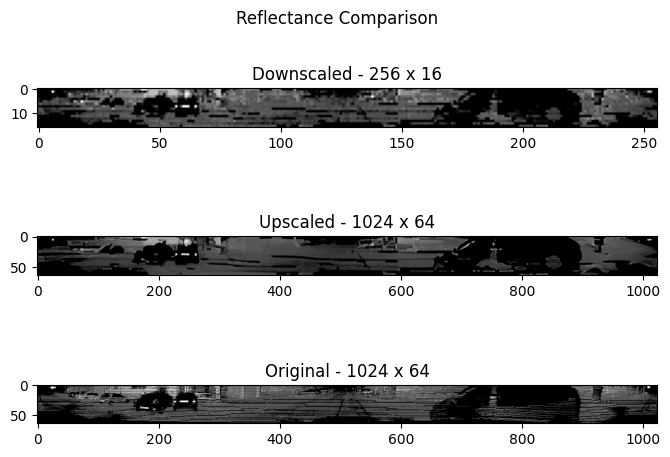 Reflectance Comparison
Downscaled - 256 x 16
0
10
0 50 100 150 200 250
Upscaled - 1024 x 64
0
50
0 200 400 600 800 1000
Original - 1024 x 64
0
50
0 200 400 600 800 1000